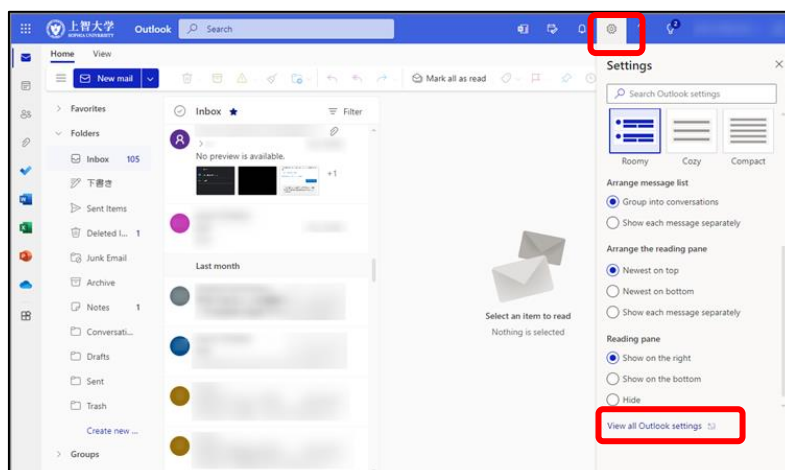 上智大学 Outlook Search
SOPHIA UNIVERSITY
Home View
New mail Mark all as read
Favorites
Folders
Inbox 105
下書き
Sent Items
Deleted I... 1
Junk Email
Archive
Notes 1
Conversati...
Drafts
Sent
Trash
Create new ...
Groups
Inbox Filter
No preview is available.
+1
Last month
Select an item to read
Nothing is selected
Settings
Search Outlook settings
Roomy Cozy Compact
Arrange message list
Group into conversations
Show each message separately
Arrange the reading pane
Newest on top
Newest on bottom
Show each message separately
Reading pane
Show on the right
Show on the bottom
Hide
View all Outlook settings